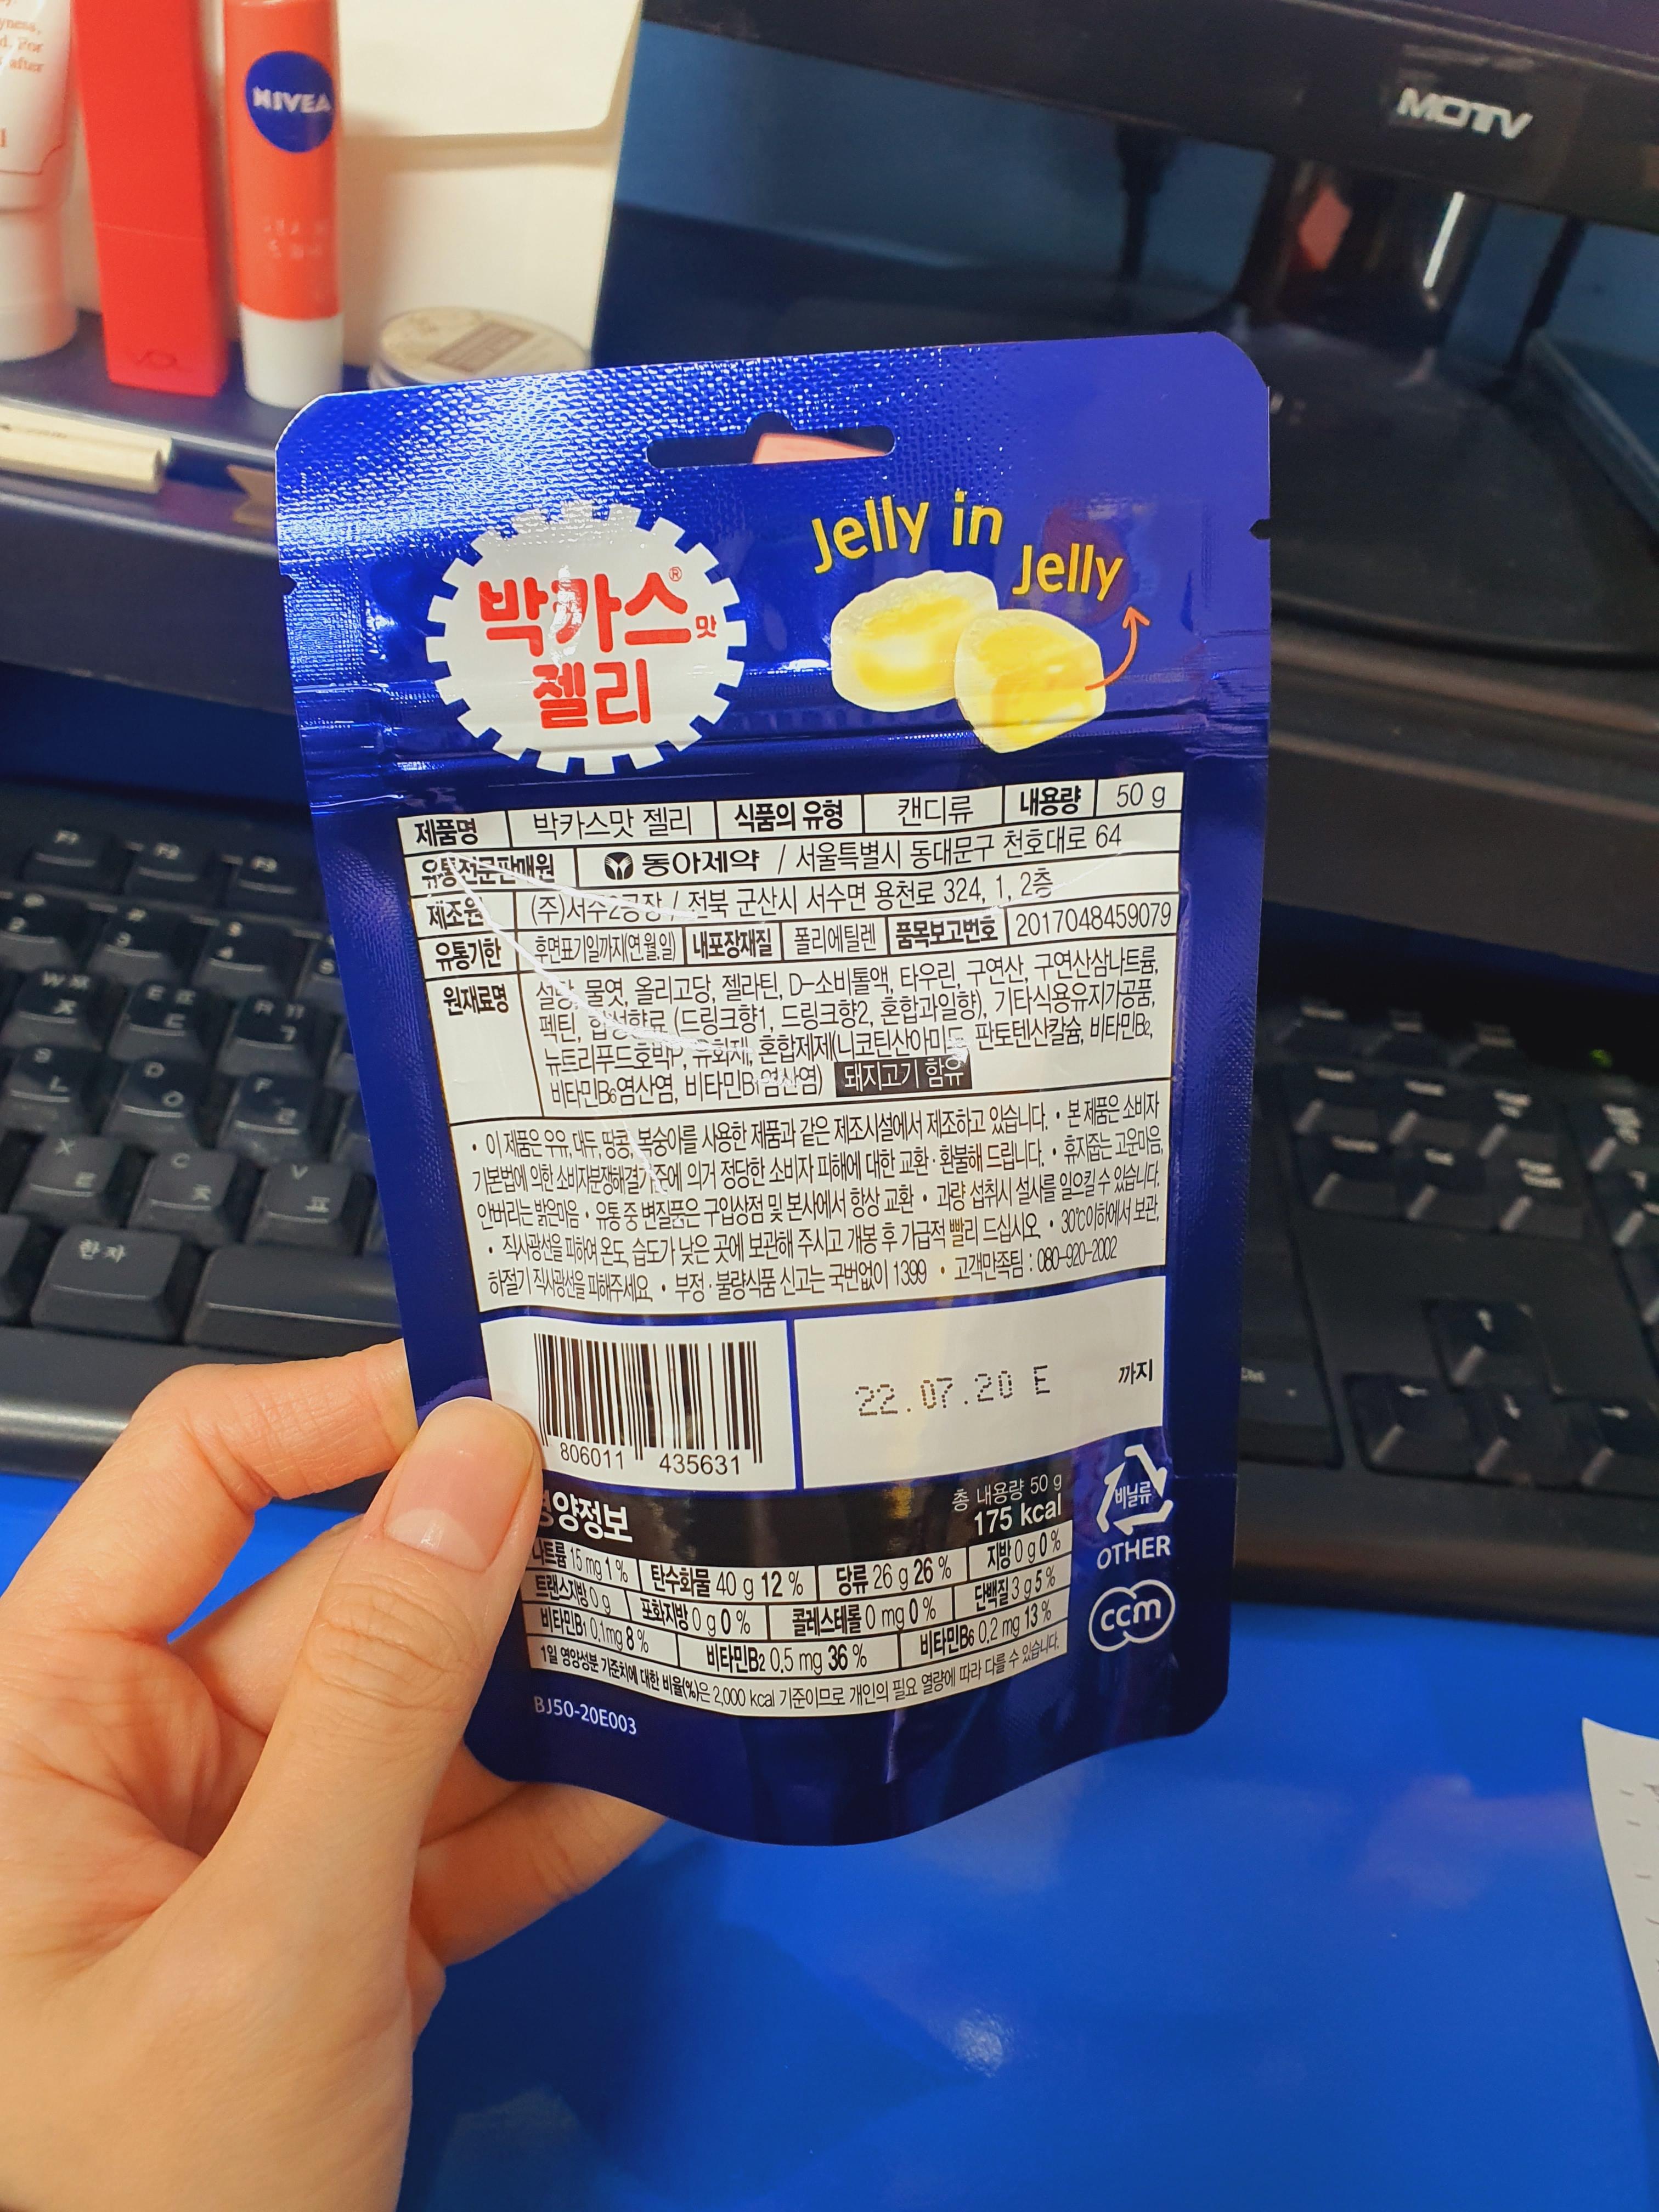 NIVEA
MOTV
Jelly in
Jelly
박카스®맛
젤리
제품명 박카스맛 젤리 식품의 유형 캔디류 내용량 50 g
유통전문판매원 동아제약 / 서울특별시 동대문구 천호대로 64
제조원 (주)서주2공장 / 전북 군산시 서수면 용천로 324, 1, 2층
유통기한 후면표기일까지(연.월.일) 내포장재질 폴리에틸렌 품목보고번호 2017048459079
원재료명 설탕, 물엿, 올리고당, 젤라틴, D-소비톨액, 타우린, 구연산, 구연산삼나트륨,
펙틴, 합성향료 (드링크향1, 드링크향2, 혼합과일향), 기타식용유지가공품,
뉴트리푸드호박P, 유화제, 혼합제제(니코틴산아미드, 판토텐산칼슘, 비타민B₂,
비타민B₆염산염, 비타민B₁염산염) 돼지고기 함유
• 이 제품은 우유, 대두, 땅콩, 복숭아를 사용한 제품과 같은 제조시설에서 제조하고 있습니다. • 본 제품은 소비자
기본법에 의한 소비자분쟁해결기준에 의거 정당한 소비자 피해에 대한 교환·환불해 드립니다. • 휴지줍는 고운마음,
안버리는 밝은마음 • 유통 중 변질품은 구입상점 및 본사에서 항상 교환 • 과량 섭취시 설사를 일으킬 수 있습니다.
• 직사광선을 피하여 온도, 습도가 낮은 곳에 보관해 주시고 개봉 후 가급적 빨리 드십시오. • 30℃이하에서 보관,
하절기 직사광선을 피해주세요. • 부정·불량식품 신고는 국번없이 1399 • 고객만족팀 : 080-920-2002
806011 435631
22.07.20 E 까지
영양정보 총 내용량 50 g
175 kcal
나트륨 15 mg 1 % 탄수화물 40 g 12 % 당류 26 g 26 % 지방 0 g 0 %
트랜스지방 0 g 포화지방 0 g 0 % 콜레스테롤 0 mg 0 % 단백질 3 g 5 %
비타민B₁ 0.1mg 8 % 비타민B₂ 0.5 mg 36 % 비타민B₆ 0.2 mg 13 %
1일 영양성분 기준치에 대한 비율(%)은 2,000 kcal 기준이므로 개인의 필요 열량에 따라 다를 수 있습니다.
비닐류
OTHER
ccm
BJ50-20E003
한자